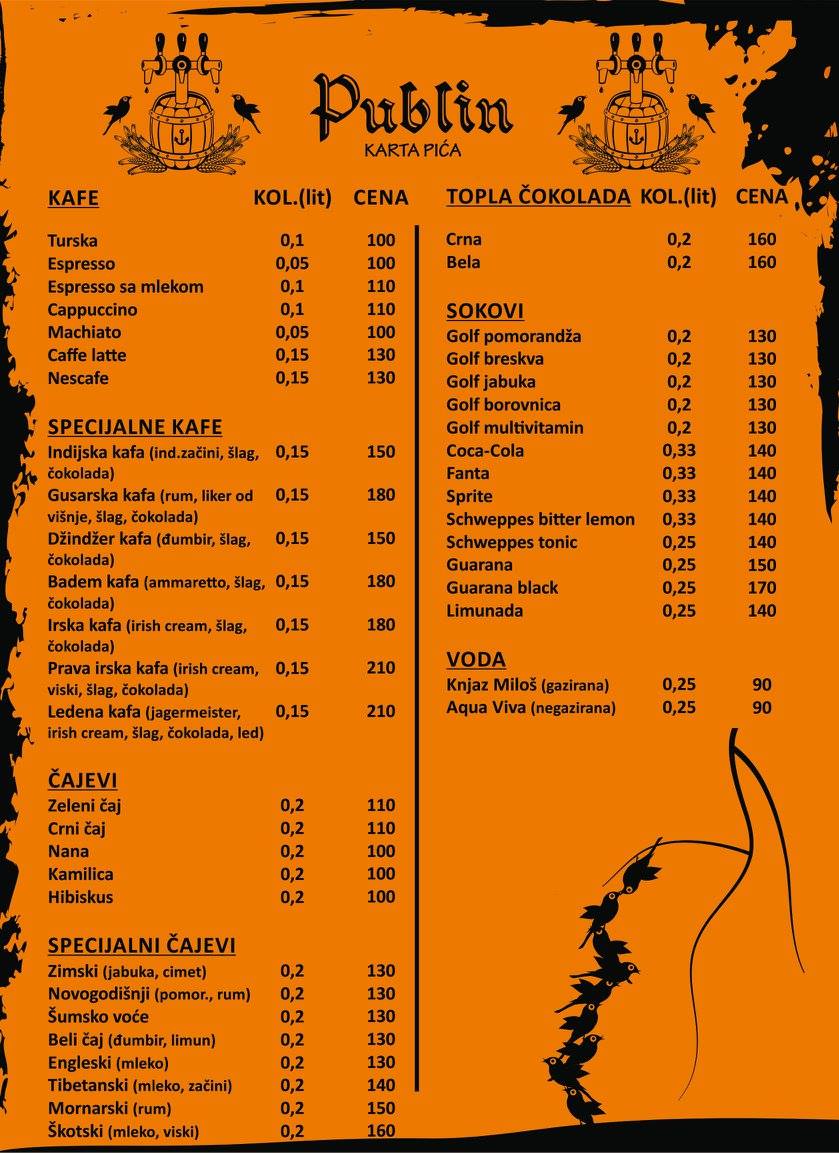 Publin
KARTA PIĆA
KAFE KOL.(lit) CENA
Turska 0,1 100
Espresso 0,05 100
Espresso sa mlekom 0,1 110
Cappuccino 0,1 110
Machiato 0,05 100
Caffe latte 0,15 130
Nescafe 0,15 130
SPECIJALNE KAFE
Indijska kafa (ind.začini, šlag, 0,15 150
čokolada)
Gusarska kafa (rum, liker od 0,15 180
višnje, šlag, čokolada)
Džindžer kafa (đumbir, šlag, 0,15 150
čokolada)
Badem kafa (ammaretto, šlag, 0,15 180
čokolada)
Irska kafa (irish cream, šlag, 0,15 180
čokolada)
Prava irska kafa (irish cream, 0,15 210
viski, šlag, čokolada)
Ledena kafa (jagermeister, 0,15 210
irish cream, šlag, čokolada, led)
ČAJEVI
Zeleni čaj 0,2 110
Crni čaj 0,2 110
Nana 0,2 100
Kamilica 0,2 100
Hibiskus 0,2 100
SPECIJALNI ČAJEVI
Zimski (jabuka, cimet) 0,2 130
Novogodišnji (pomor., rum) 0,2 130
Šumsko voće 0,2 130
Beli čaj (đumbir, limun) 0,2 130
Engleski (mleko) 0,2 130
Tibetanski (mleko, začini) 0,2 140
Mornarski (rum) 0,2 150
Škotski (mleko, viski) 0,2 160
TOPLA ČOKOLADA KOL.(lit) CENA
Crna 0,2 160
Bela 0,2 160
SOKOVI
Golf pomorandža 0,2 130
Golf breskva 0,2 130
Golf jabuka 0,2 130
Golf borovnica 0,2 130
Golf multivitamin 0,2 130
Coca-Cola 0,33 140
Fanta 0,33 140
Sprite 0,33 140
Schweppes bitter lemon 0,33 140
Schweppes tonic 0,25 140
Guarana 0,25 150
Guarana black 0,25 170
Limunada 0,25 140
VODA
Knjaz Miloš (gazirana) 0,25 90
Aqua Viva (negazirana) 0,25 90